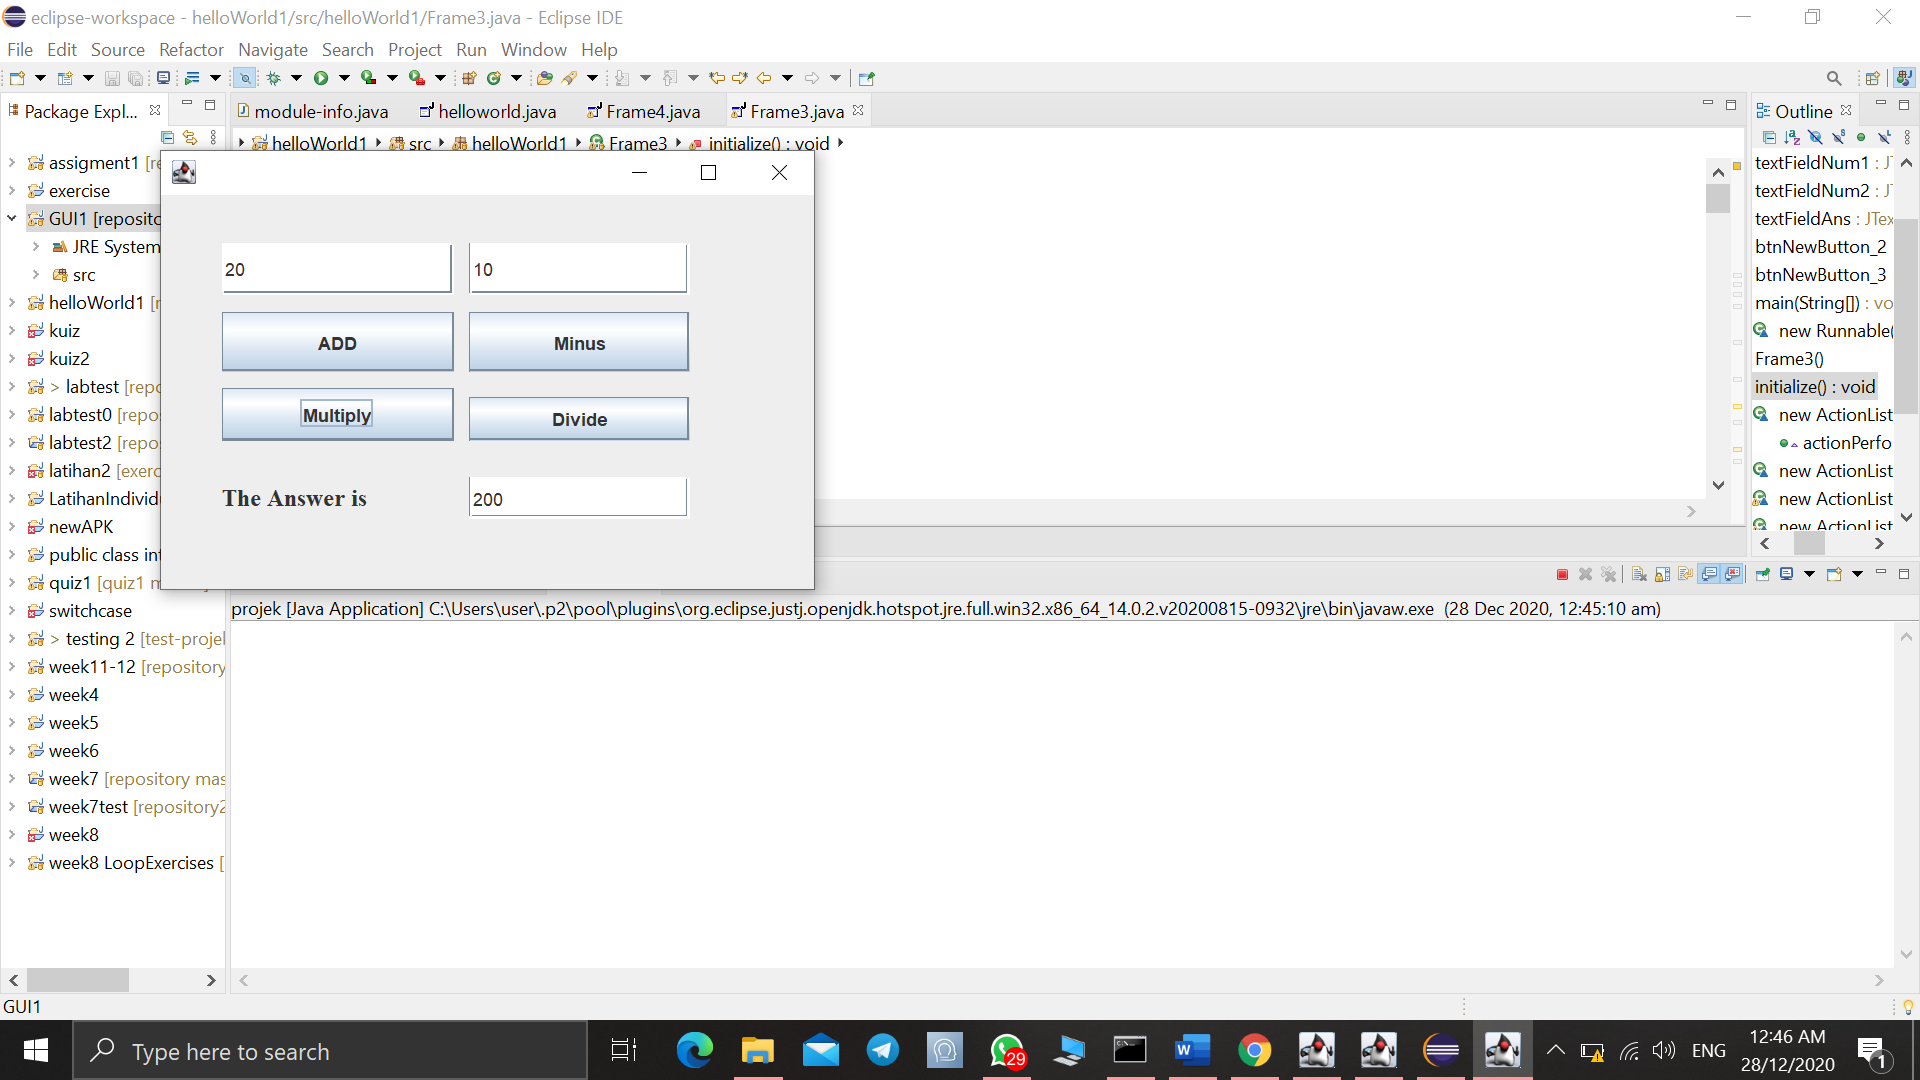 eclipse-workspace - helloWorld1/src/helloWorld1/Frame3.java - Eclipse IDE
File Edit Source Refactor Navigate Search Project Run Window Help
Package Expl...
module-info.java helloworld.java Frame4.java Frame3.java
Outline
helloWorld1 src helloWorld1 Frame3 initialize() : void
assigment1 [re
exercise
GUI1 [reposito
JRE System
src
helloWorld1 [r
kuiz
kuiz2
> labtest [repo
labtest0 [repo
labtest2 [repo
latihan2 [exerc
LatihanIndividu
newAPK
public class int
quiz1 [quiz1 m
switchcase
> testing 2 [test-projel
week11-12 [repository
week4
week5
week6
week7 [repository mas
week7test [repository2
week8
week8 LoopExercises [
20 10
ADD Minus
Multiply Divide
The Answer is 200
textFieldNum1 : JT
textFieldNum2 : JT
textFieldAns : JTex
btnNewButton_2
btnNewButton_3
main(String[]) : vo
new Runnable(
Frame3()
initialize() : void
new ActionList
actionPerfo
new ActionList
new ActionList
new ActionList
projek [Java Application] C:\Users\user\.p2\pool\plugins\org.eclipse.justj.openjdk.hotspot.jre.full.win32.x86_64_14.0.2.v20200815-0932\jre\bin\javaw.exe (28 Dec 2020, 12:45:10 am)
GUI1
Type here to search
29
W
ENG
12:46 AM
28/12/2020
1